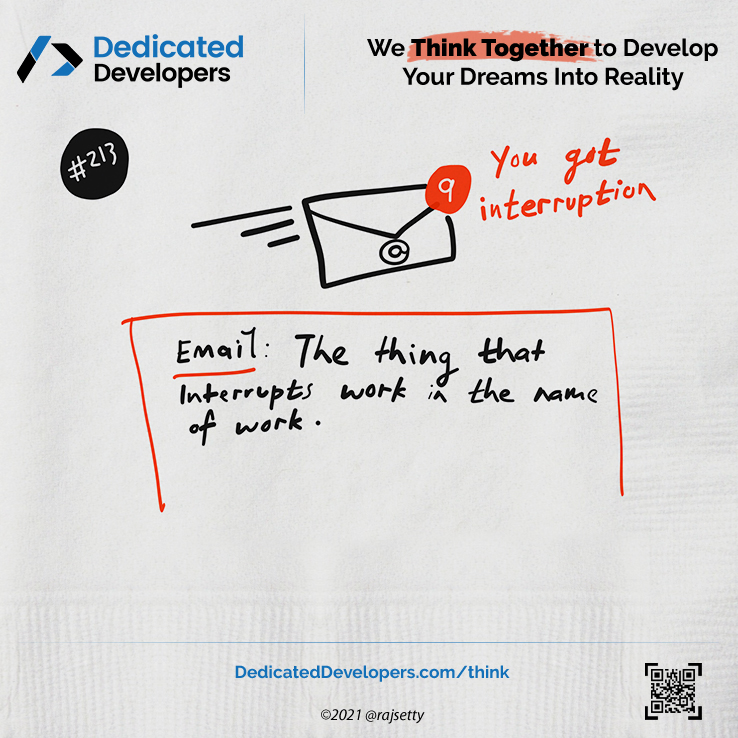 Dedicated
Developers
We Think Together to Develop
Your Dreams Into Reality
#213
9
You got
interruption
@
Email: The thing that
Interrupts work in the name
of work.
DedicatedDevelopers.com/think
©2021 @rajsetty